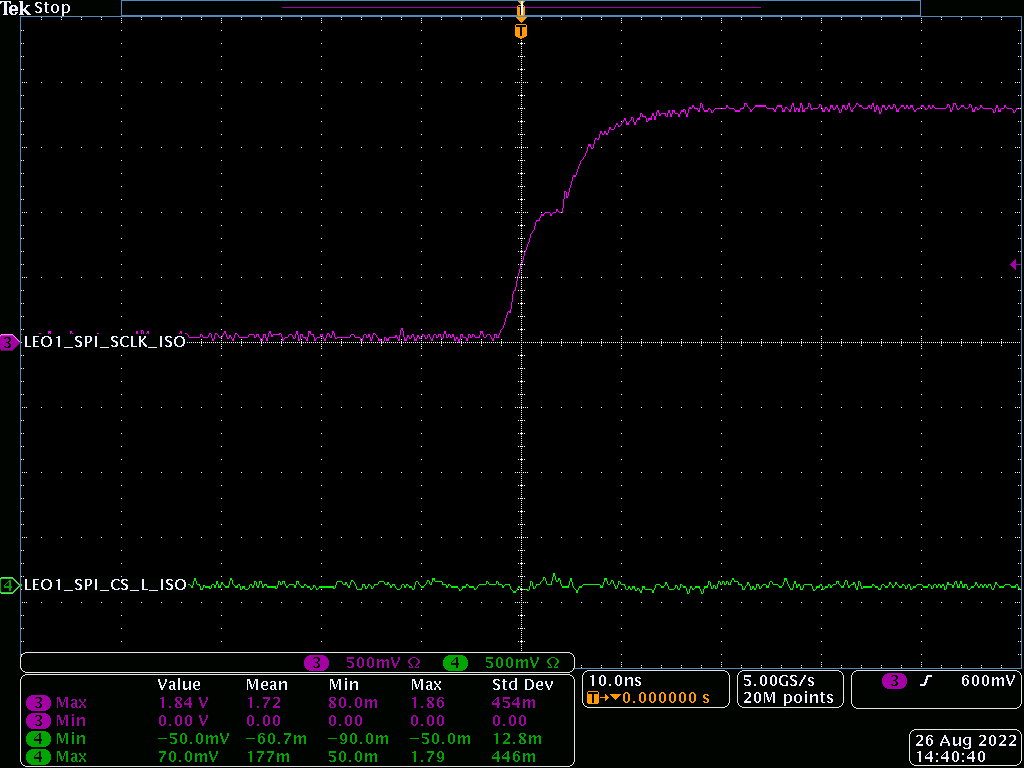 Tek Stop
T
T
3 LEO1_SPI_SCLK_ISO
4 LEO1_SPI_CS_L_ISO
3 500mV Ω 4 500mV Ω
Value Mean Min Max Std Dev
3 Max 1.84 V 1.72 80.0m 1.86 454m
3 Min 0.00 V 0.00 0.00 0.00 0.00
4 Min −50.0mV −60.7m −90.0m −50.0m 12.8m
4 Max 70.0mV 177m 50.0m 1.79 446m
10.0ns
T→▼0.000000 s
5.00GS/s
20M points
3 600mV
26 Aug 2022
14:40:40